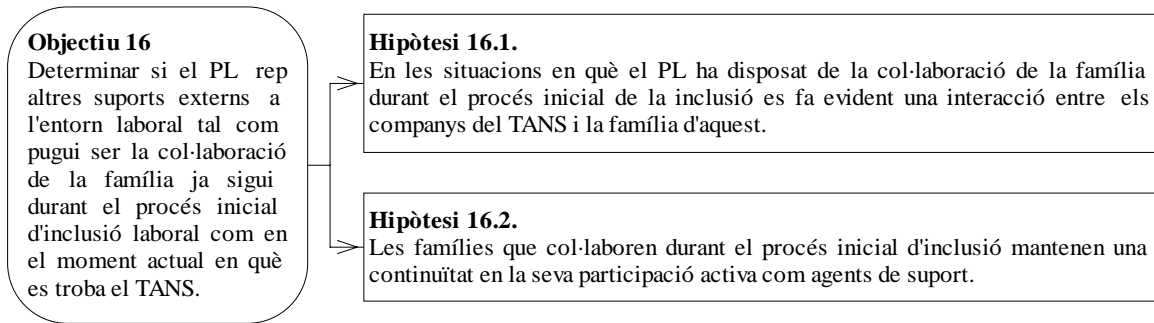 Objectiu 16
Determinar si el PL rep
altres suports externs a
l'entorn laboral tal com
pugui ser la col·laboració
de la família ja sigui
durant el procés inicial
d'inclusió laboral com en
el moment actual en què
es troba el TANS.
Hipòtesi 16.1.
En les situacions en què el PL ha disposat de la col·laboració de la família
durant el procés inicial de la inclusió es fa evident una interacció entre els
companys del TANS i la família d'aquest.
Hipòtesi 16.2.
Les famílies que col·laboren durant el procés inicial d'inclusió mantenen una
continuïtat en la seva participació activa com agents de suport.